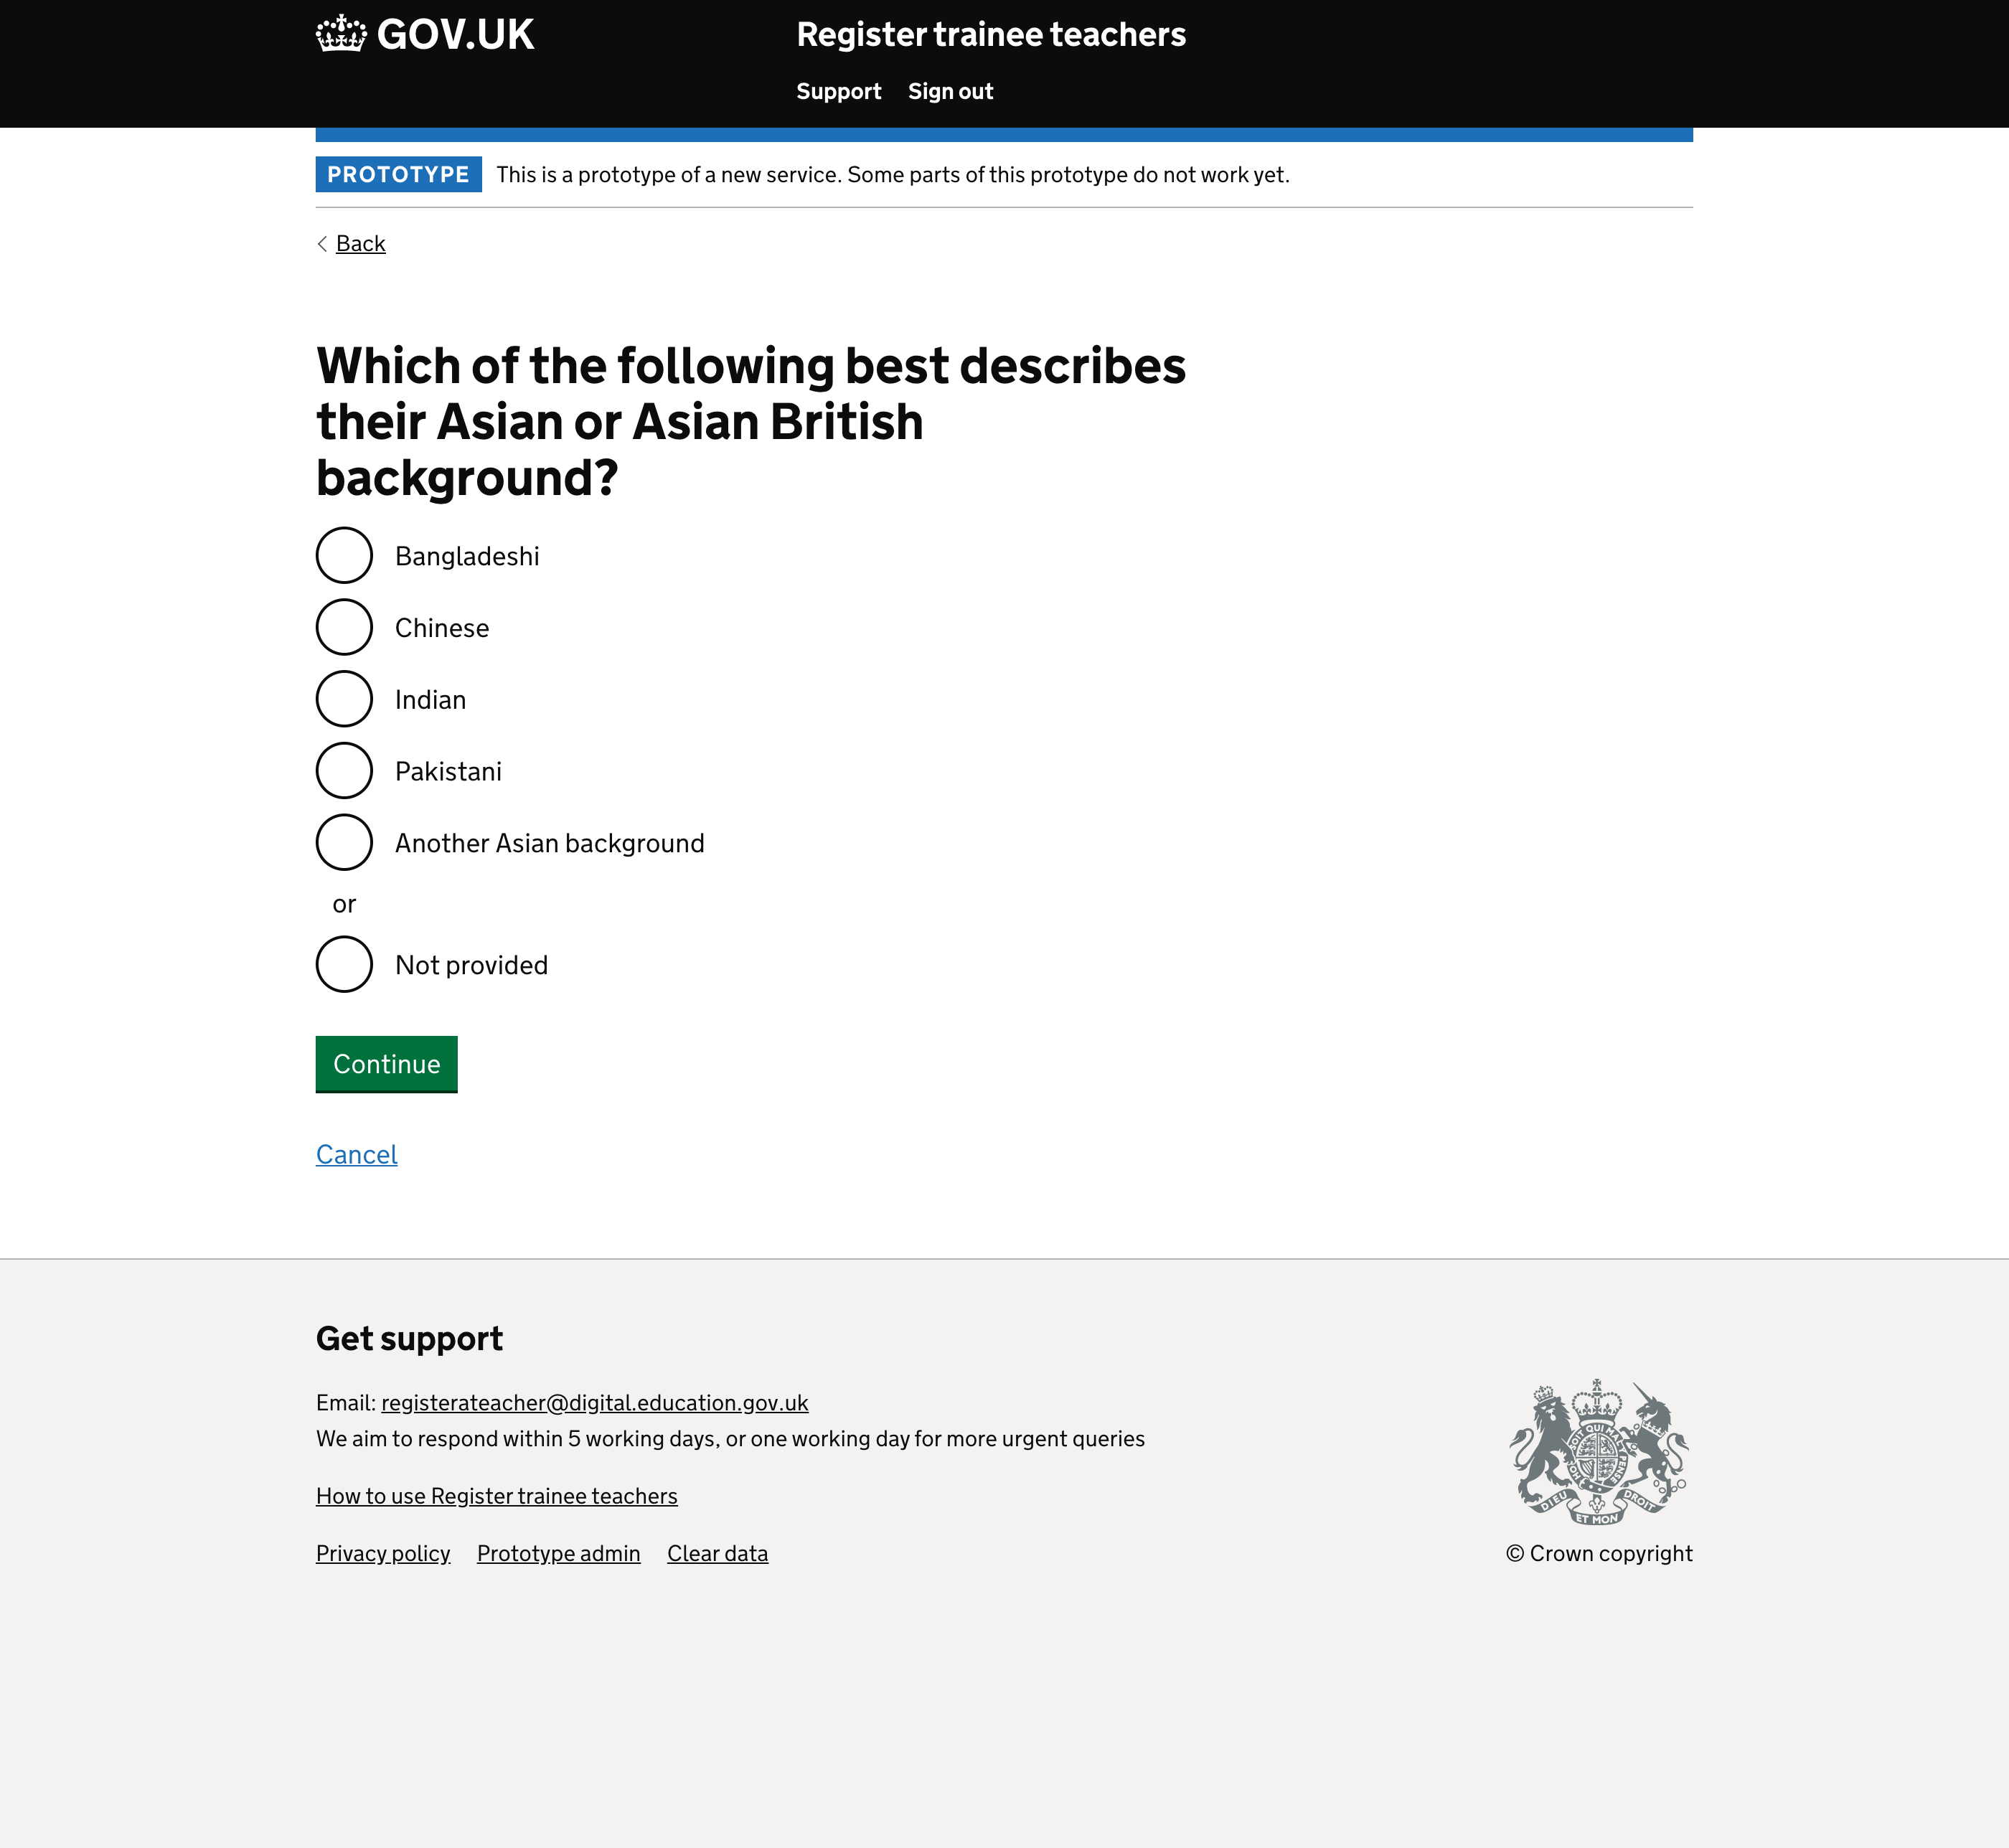 GOV.UK
Register trainee teachers
Support Sign out
PROTOTYPE This is a prototype of a new service. Some parts of this prototype do not work yet.
Back
Which of the following best describes
their Asian or Asian British
background?
Bangladeshi
Chinese
Indian
Pakistani
Another Asian background
or
Not provided
Continue
Cancel
Get support
Email: registerateacher@digital.education.gov.uk
We aim to respond within 5 working days, or one working day for more urgent queries
How to use Register trainee teachers
Privacy policy Prototype admin Clear data
DIEU ET MON DROIT
© Crown copyright